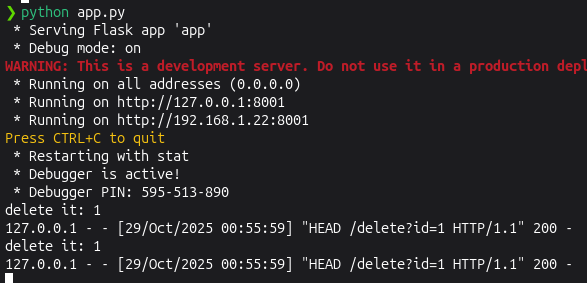 ❯ python app.py
 * Serving Flask app 'app'
 * Debug mode: on
WARNING: This is a development server. Do not use it in a production depl
 * Running on all addresses (0.0.0.0)
 * Running on http://127.0.0.1:8001
 * Running on http://192.168.1.22:8001
Press CTRL+C to quit
 * Restarting with stat
 * Debugger is active!
 * Debugger PIN: 595-513-890
delete it: 1
127.0.0.1 - - [29/Oct/2025 00:55:59] "HEAD /delete?id=1 HTTP/1.1" 200 -
delete it: 1
127.0.0.1 - - [29/Oct/2025 00:55:59] "HEAD /delete?id=1 HTTP/1.1" 200 -